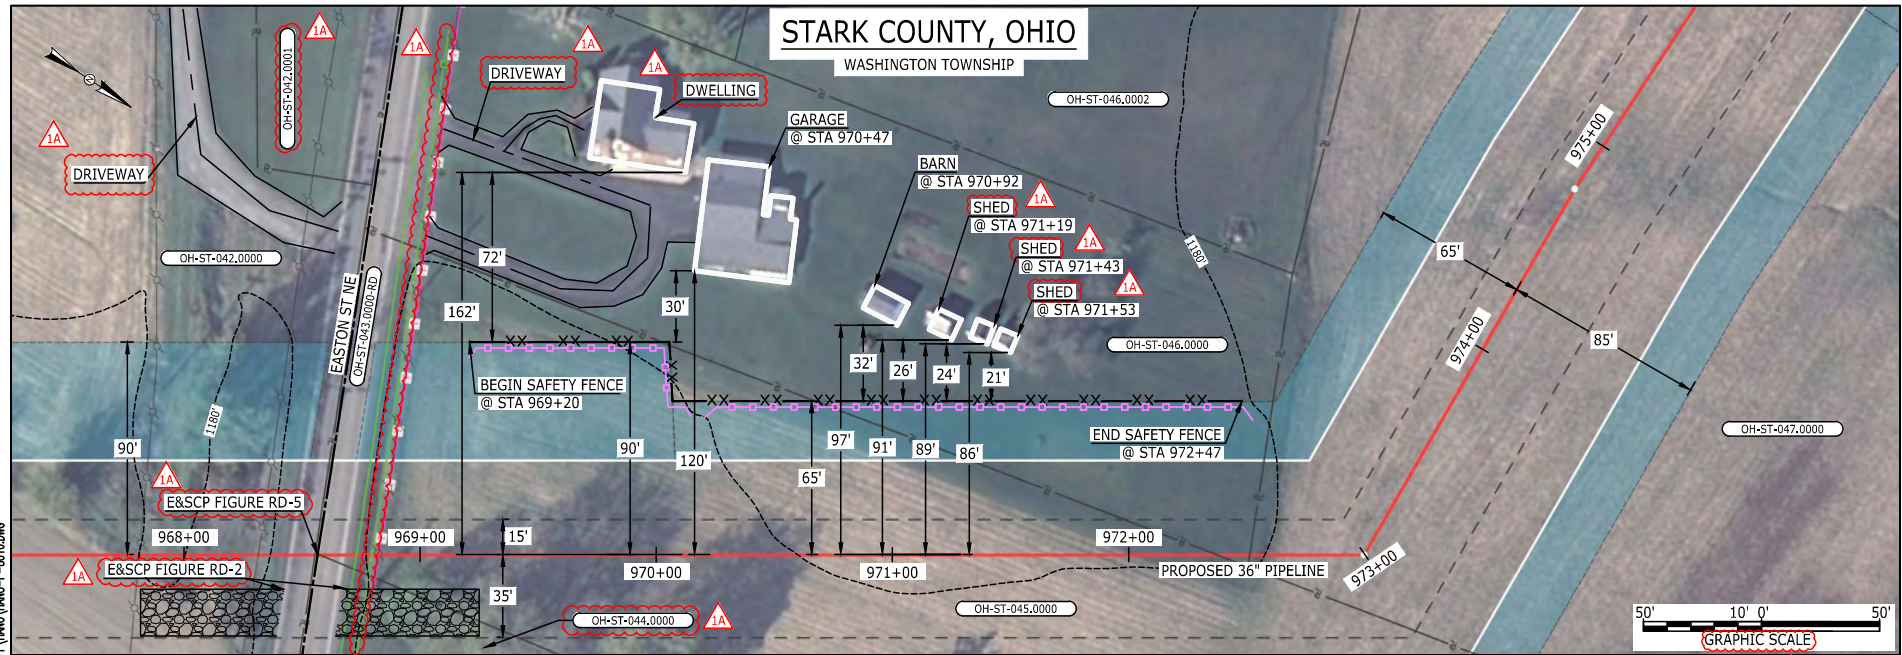 STARK COUNTY, OHIO
WASHINGTON TOWNSHIP
N
1A
1A
1A
1A
1A
OH-ST-042.0001
DRIVEWAY
DWELLING
GARAGE
@ STA 970+47
OH-ST-046.0002
DRIVEWAY
BARN
@ STA 970+92
SHED
@ STA 971+19
1A
SHED
@ STA 971+43
1A
SHED
@ STA 971+53
1A
975+00
65'
85'
974+00
1180'
OH-ST-042.0000
EASTON ST NE
OH-ST-043.0000-RD
72'
162'
30'
32'
26'
24'
21'
OH-ST-046.0000
BEGIN SAFETY FENCE
@ STA 969+20
1180'
90'
90'
120'
65'
97'
91'
89'
86'
END SAFETY FENCE
@ STA 972+47
OH-ST-047.0000
1A
E&SCP FIGURE RD-5
968+00
969+00
15'
970+00
971+00
972+00
973+00
PROPOSED 36" PIPELINE
1A
E&SCP FIGURE RD-2
35'
OH-ST-044.0000
1A
OH-ST-045.0000
50' 10' 0' 50'
GRAPHIC SCALE